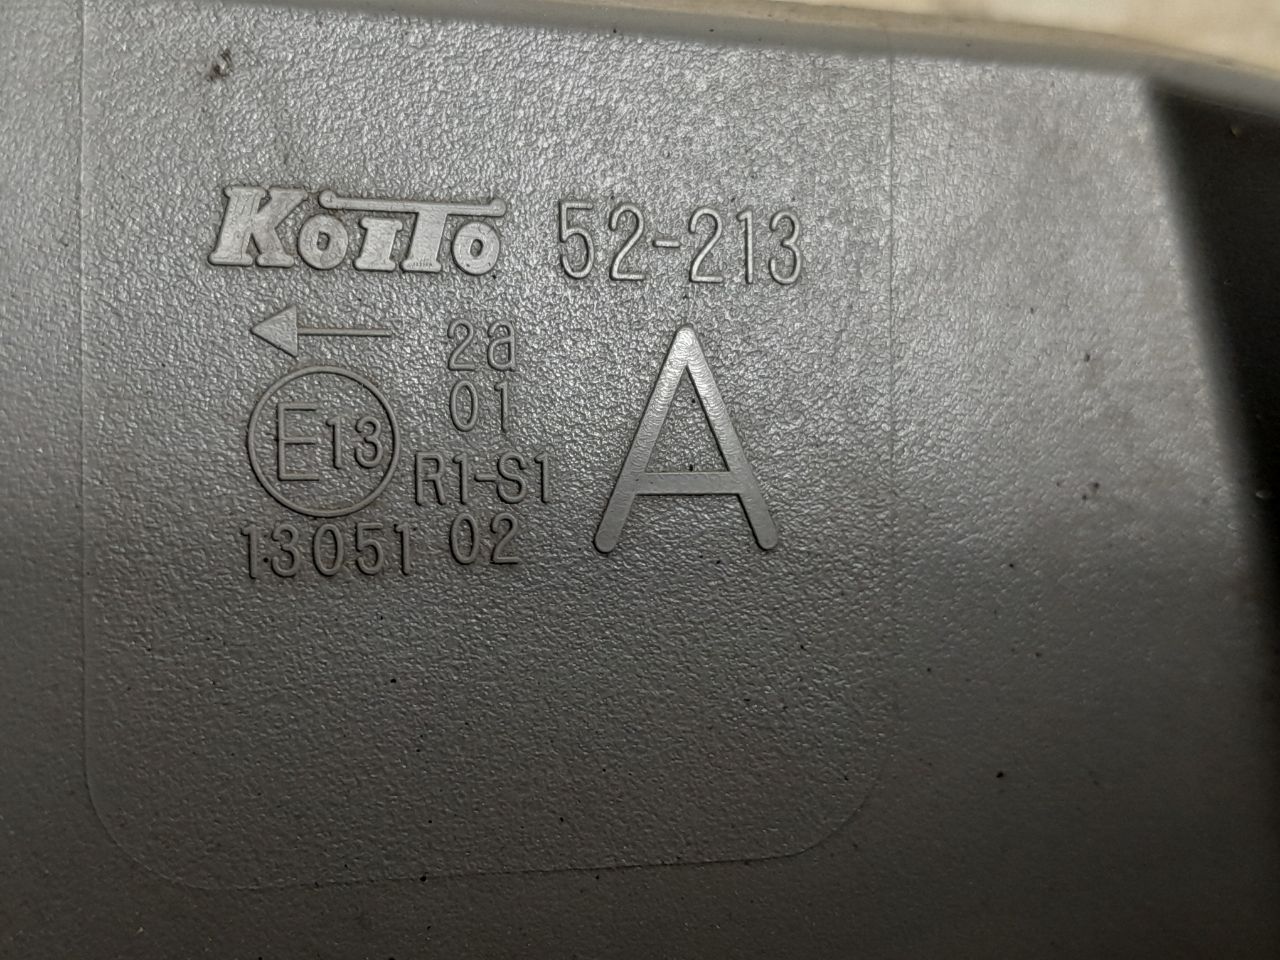 KOITO 52-213
← 2a
01
E13
R1-S1
13051 02
A